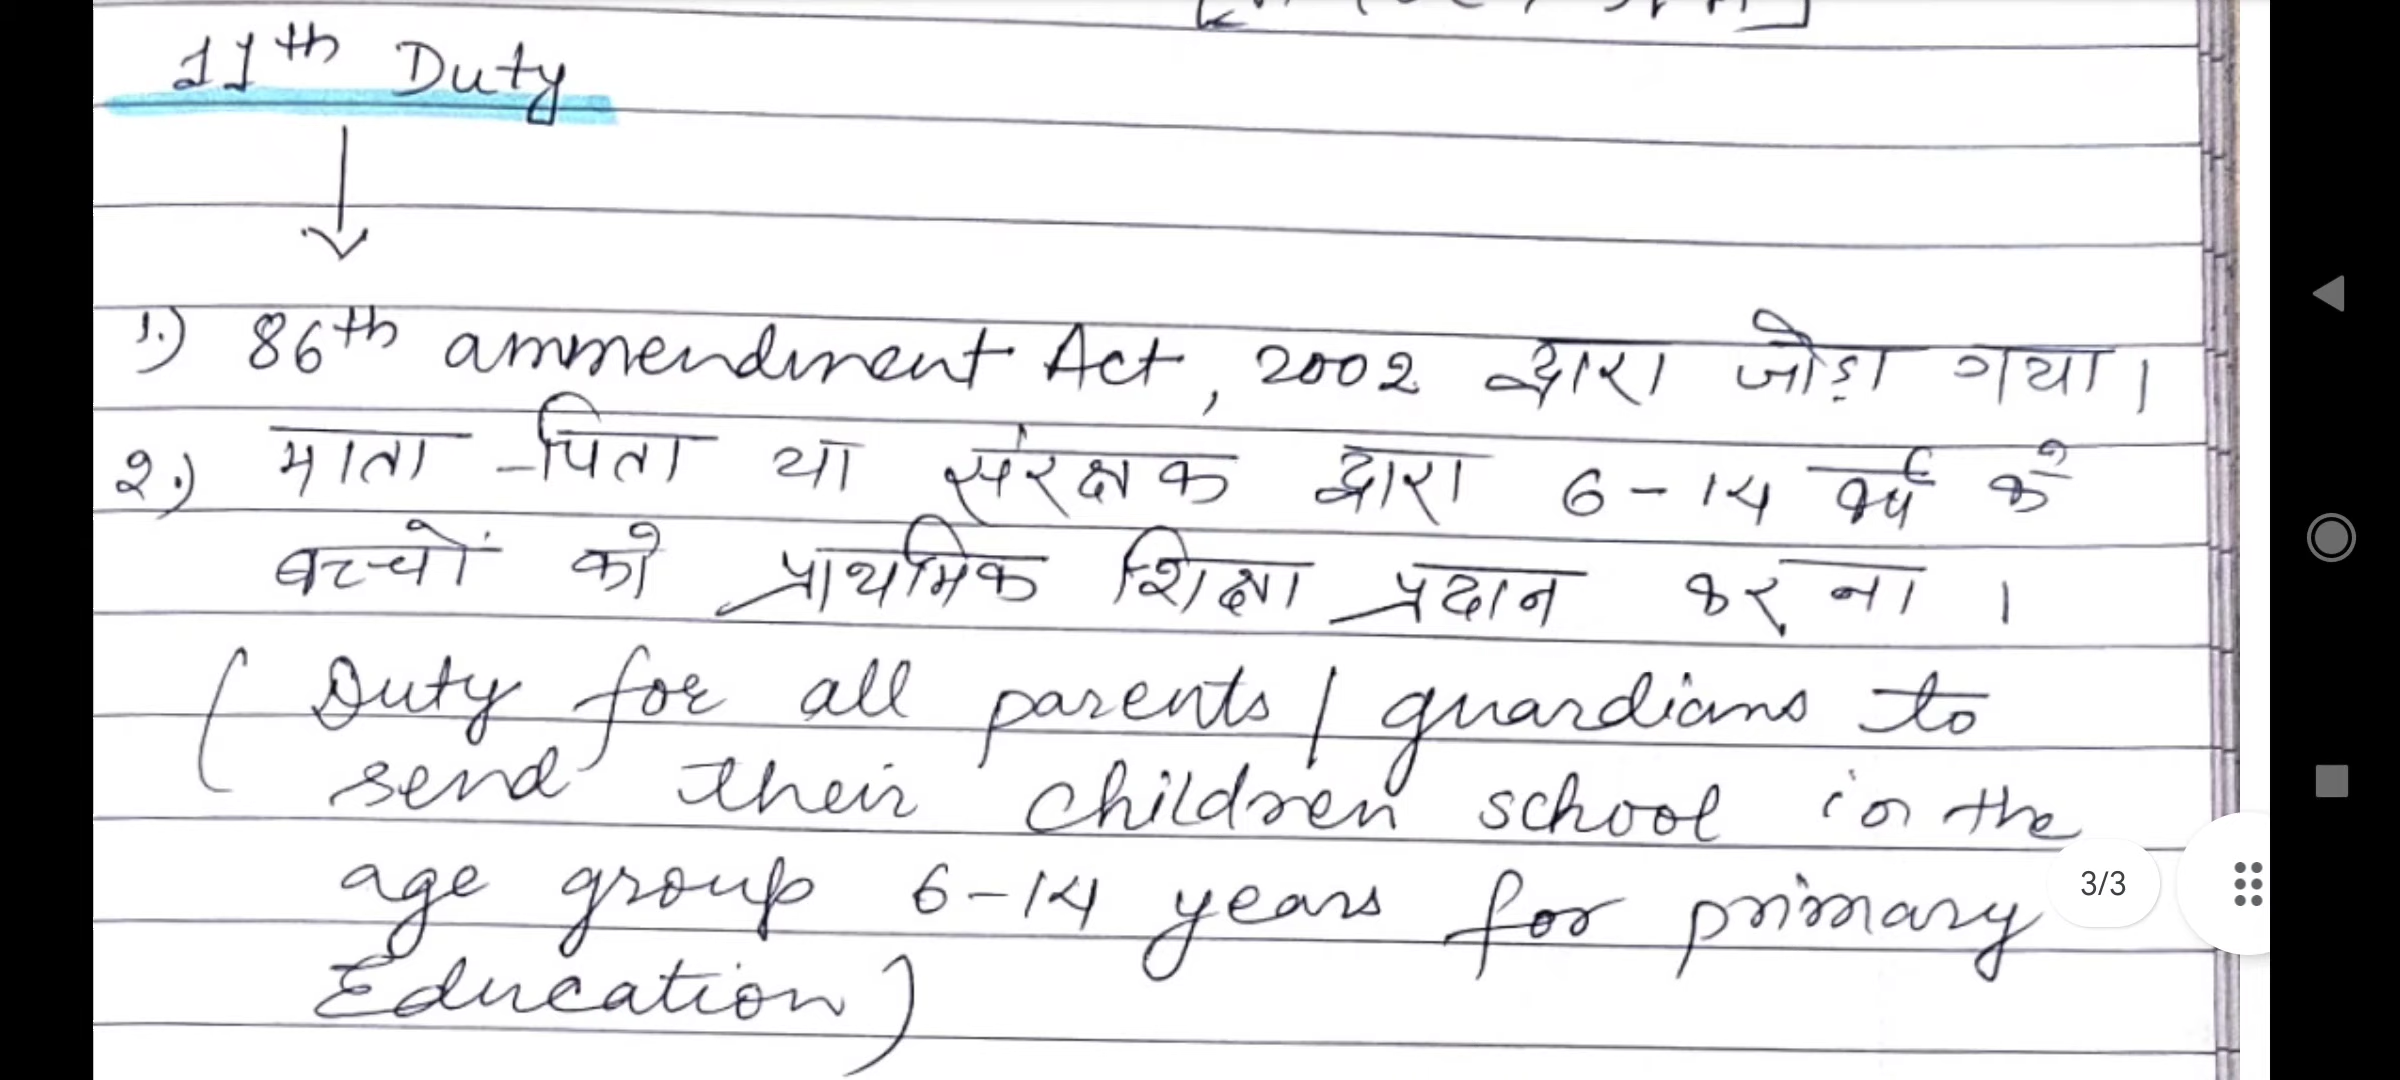 11th Duty
1.) 86th ammendment Act, 2002 द्वारा जोड़ा गया।
2.) माता-पिता या संरक्षक द्वारा 6-14 वर्ष के
बच्चों को प्राथमिक शिक्षा प्रदान करना ।
( Duty for all parents / guardians to
send their children school in the
age group 6-14 years for primary
Education)
3/3